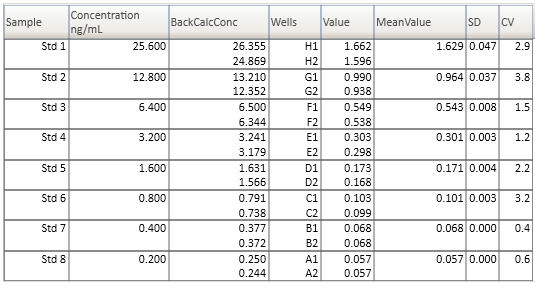 Sample Concentration ng/mL BackCalcConc Wells Value MeanValue SD CV
Std 1 25.600 26.355 H1 1.662 1.629 0.047 2.9
24.869 H2 1.596
Std 2 12.800 13.210 G1 0.990 0.964 0.037 3.8
12.352 G2 0.938
Std 3 6.400 6.500 F1 0.549 0.543 0.008 1.5
6.344 F2 0.538
Std 4 3.200 3.241 E1 0.303 0.301 0.003 1.2
3.179 E2 0.298
Std 5 1.600 1.631 D1 0.173 0.171 0.004 2.2
1.566 D2 0.168
Std 6 0.800 0.791 C1 0.103 0.101 0.003 3.2
0.738 C2 0.099
Std 7 0.400 0.377 B1 0.068 0.068 0.000 0.4
0.372 B2 0.068
Std 8 0.200 0.250 A1 0.057 0.057 0.000 0.6
0.244 A2 0.057